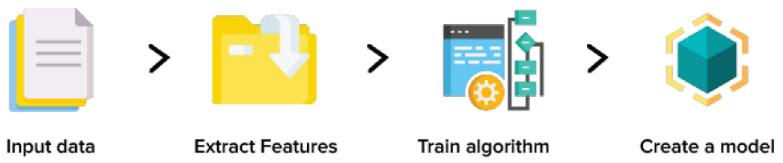 Input data
Extract Features
Train algorithm
Create a model